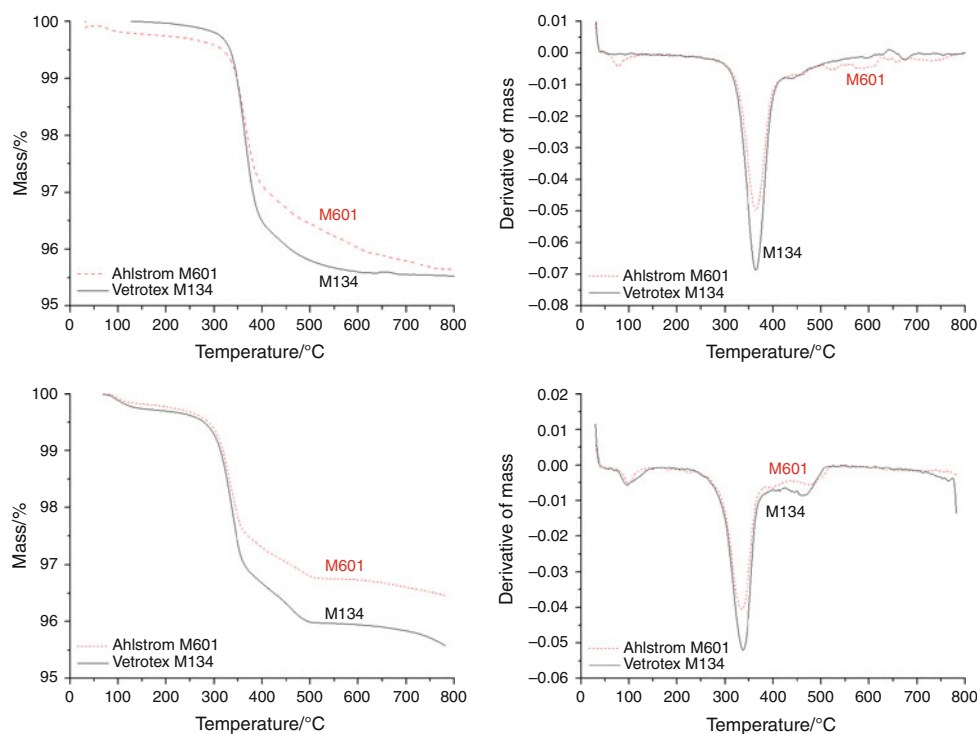 100
99
98
97
96
95
Mass/%
M601
M134
Ahlstrom M601
Vetrotex M134
0 100 200 300 400 500 600 700 800
Temperature/°C
0.01
0.00
−0.01
−0.02
−0.03
−0.04
−0.05
−0.06
−0.07
−0.08
Derivative of mass
M601
M134
Ahlstrom M601
Vetrotex M134
0 100 200 300 400 500 600 700 800
Temperature/°C
100
99
98
97
96
95
Mass/%
M601
M134
Ahlstrom M601
Vetrotex M134
0 100 200 300 400 500 600 700 800
Temperature/°C
0.02
0.01
0.00
−0.01
−0.02
−0.03
−0.04
−0.05
−0.06
Derivative of mass
M601
M134
Ahlstrom M601
Vetrotex M134
0 100 200 300 400 500 600 700 800
Temperature/°C